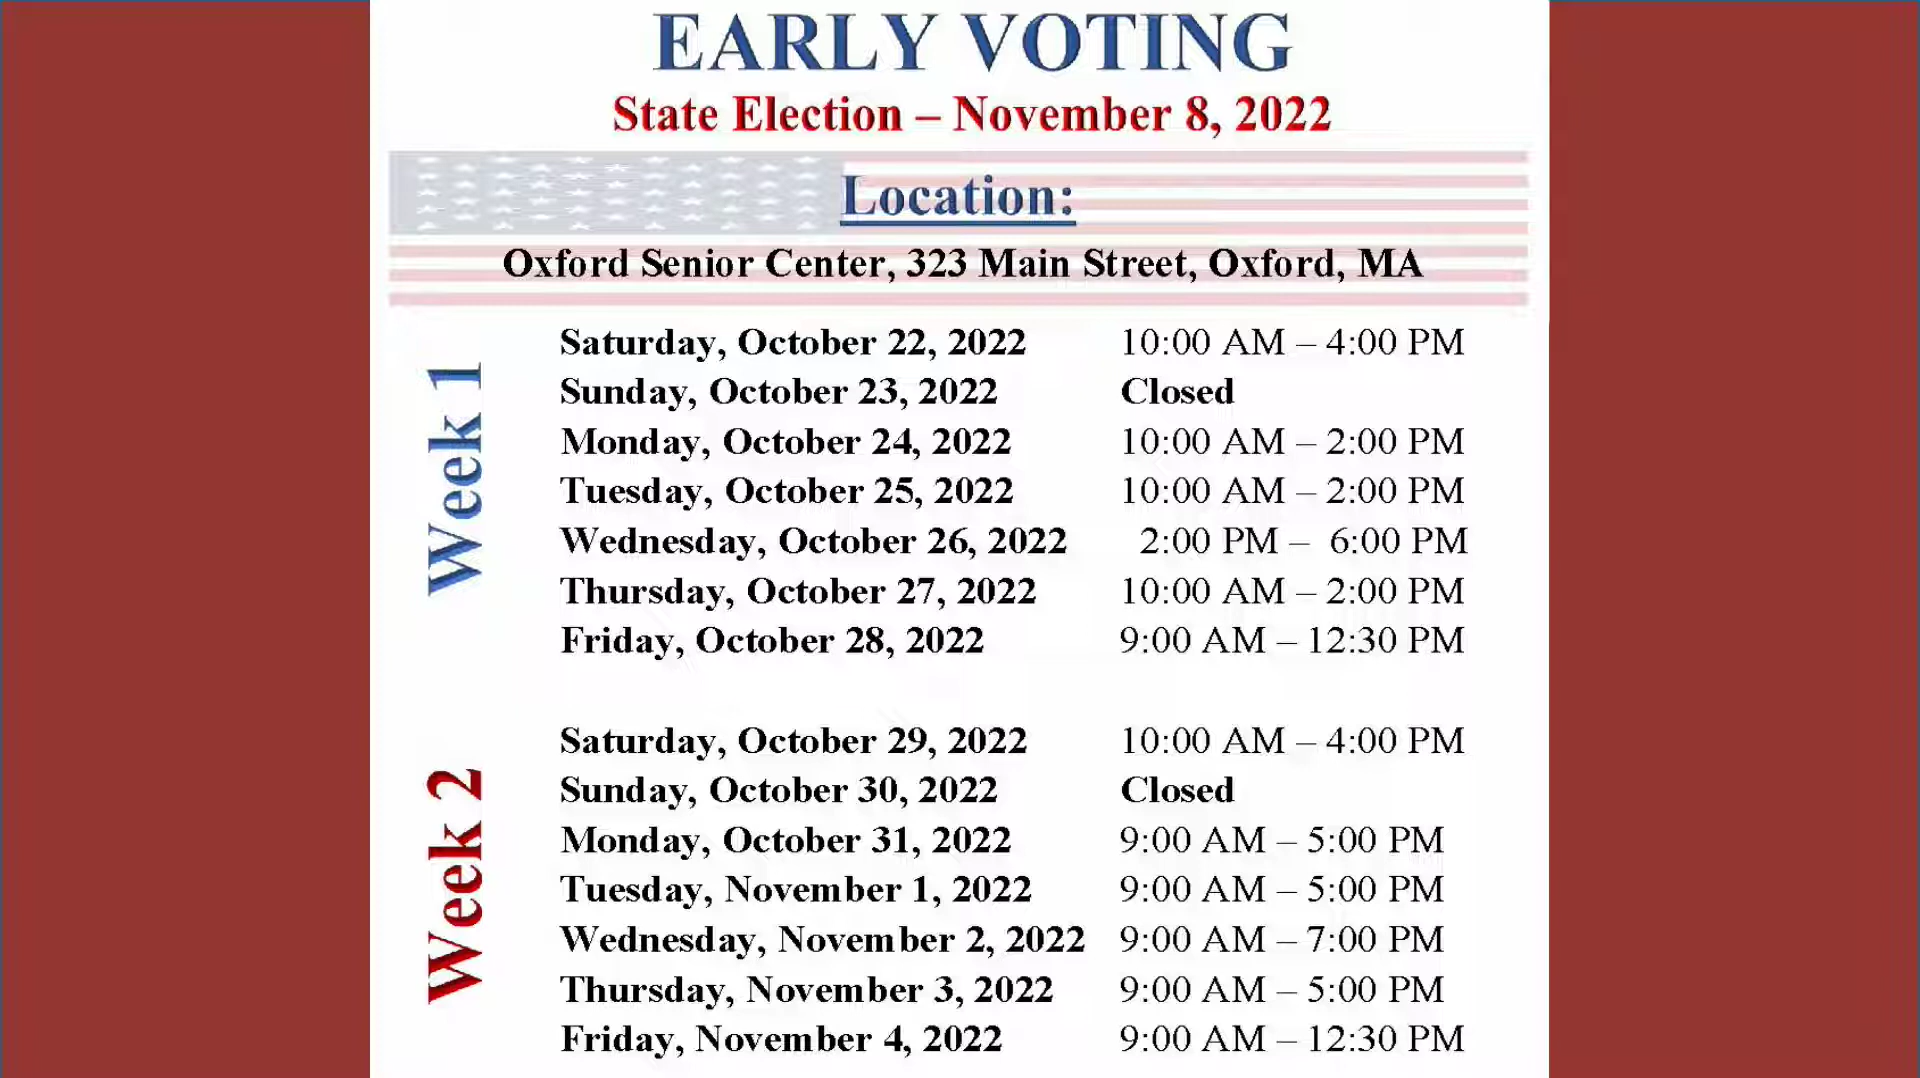 EARLY VOTING
State Election – November 8, 2022
Location:
Oxford Senior Center, 323 Main Street, Oxford, MA
Week 1
Saturday, October 22, 2022 10:00 AM – 4:00 PM
Sunday, October 23, 2022 Closed
Monday, October 24, 2022 10:00 AM – 2:00 PM
Tuesday, October 25, 2022 10:00 AM – 2:00 PM
Wednesday, October 26, 2022 2:00 PM – 6:00 PM
Thursday, October 27, 2022 10:00 AM – 2:00 PM
Friday, October 28, 2022 9:00 AM – 12:30 PM
Week 2
Saturday, October 29, 2022 10:00 AM – 4:00 PM
Sunday, October 30, 2022 Closed
Monday, October 31, 2022 9:00 AM – 5:00 PM
Tuesday, November 1, 2022 9:00 AM – 5:00 PM
Wednesday, November 2, 2022 9:00 AM – 7:00 PM
Thursday, November 3, 2022 9:00 AM – 5:00 PM
Friday, November 4, 2022 9:00 AM – 12:30 PM